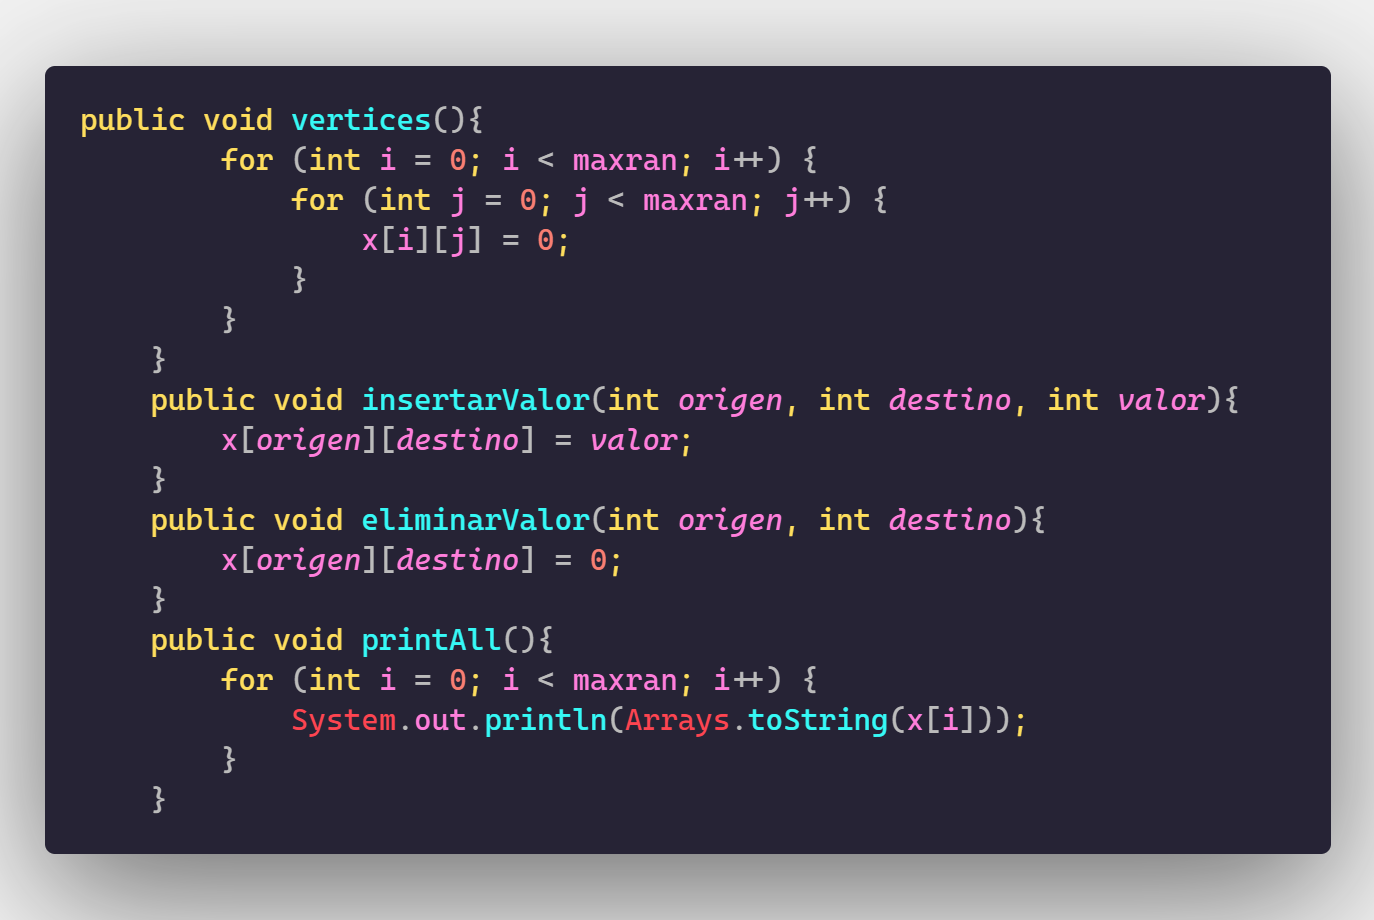 public void vertices(){
        for (int i = 0; i < maxran; i++) {
            for (int j = 0; j < maxran; j++) {
                x[i][j] = 0;
            }
        }
    }
    public void insertarValor(int origen, int destino, int valor){
        x[origen][destino] = valor;
    }
    public void eliminarValor(int origen, int destino){
        x[origen][destino] = 0;
    }
    public void printAll(){
        for (int i = 0; i < maxran; i++) {
            System.out.println(Arrays.toString(x[i]));
        }
    }